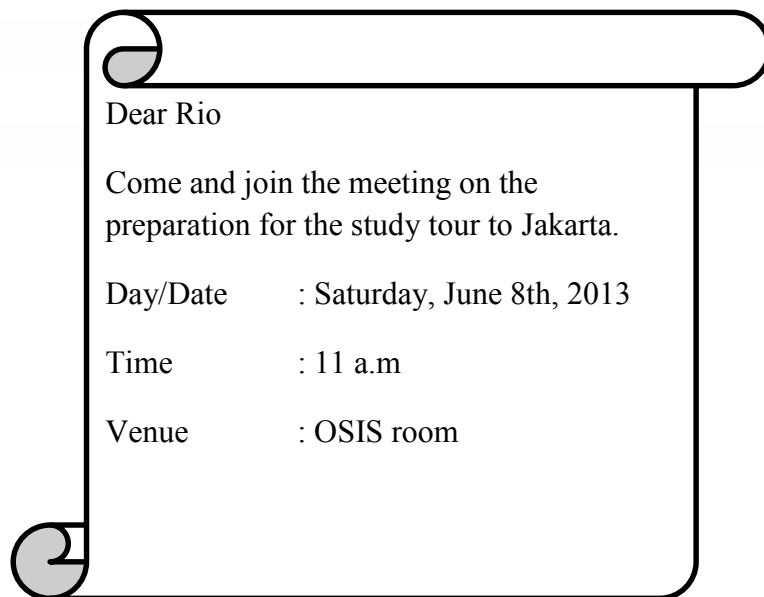 Dear Rio
Come and join the meeting on the
preparation for the study tour to Jakarta.
Day/Date : Saturday, June 8th, 2013
Time : 11 a.m
Venue : OSIS room